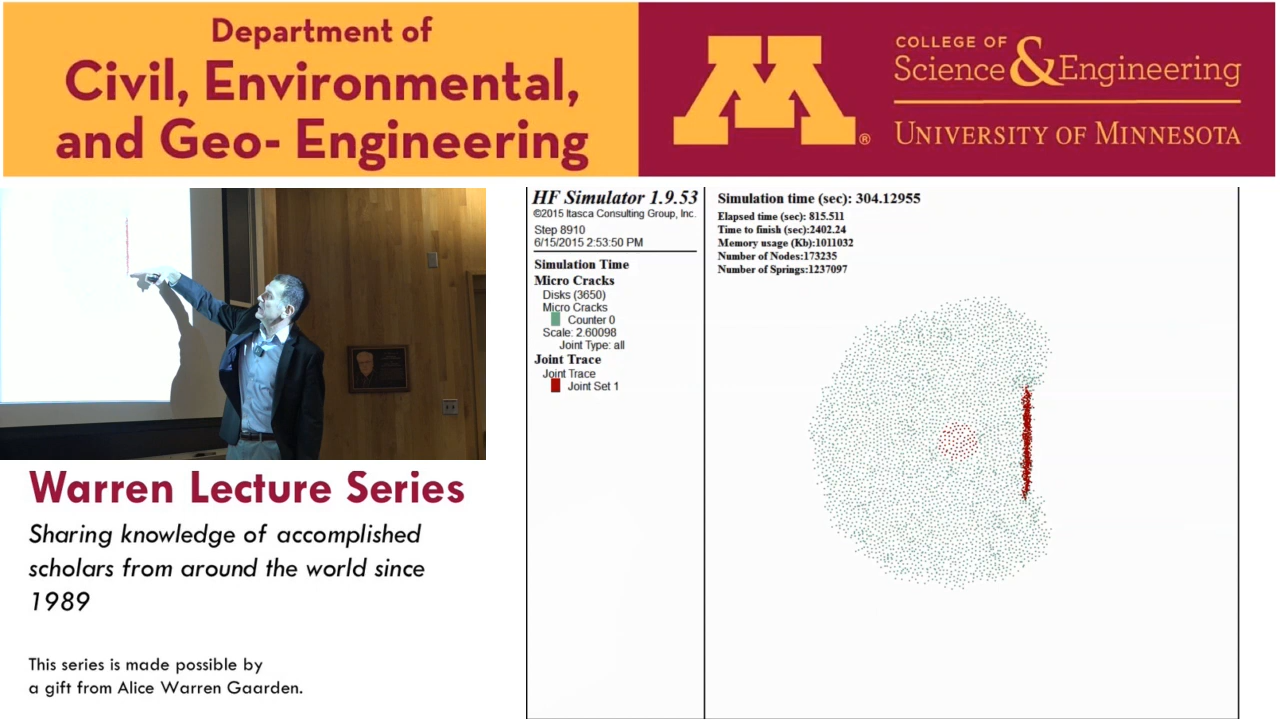 Department of
Civil, Environmental,
and Geo- Engineering
M®
COLLEGE OF
Science & Engineering
UNIVERSITY OF MINNESOTA
HF Simulator 1.9.53
©2015 Itasca Consulting Group, Inc.
Step 8910
6/15/2015 2:53:50 PM
Simulation Time
Micro Cracks
Disks (3650)
Micro Cracks
Counter 0
Scale: 2.60098
Joint Type: all
Joint Trace
Joint Trace
Joint Set 1
Simulation time (sec): 304.12955
Elapsed time (sec): 815.511
Time to finish (sec):2402.24
Memory usage (Kb):1011032
Number of Nodes:173235
Number of Springs:1237097
Warren Lecture Series
Sharing knowledge of accomplished
scholars from around the world since
1989
This series is made possible by
a gift from Alice Warren Gaarden.